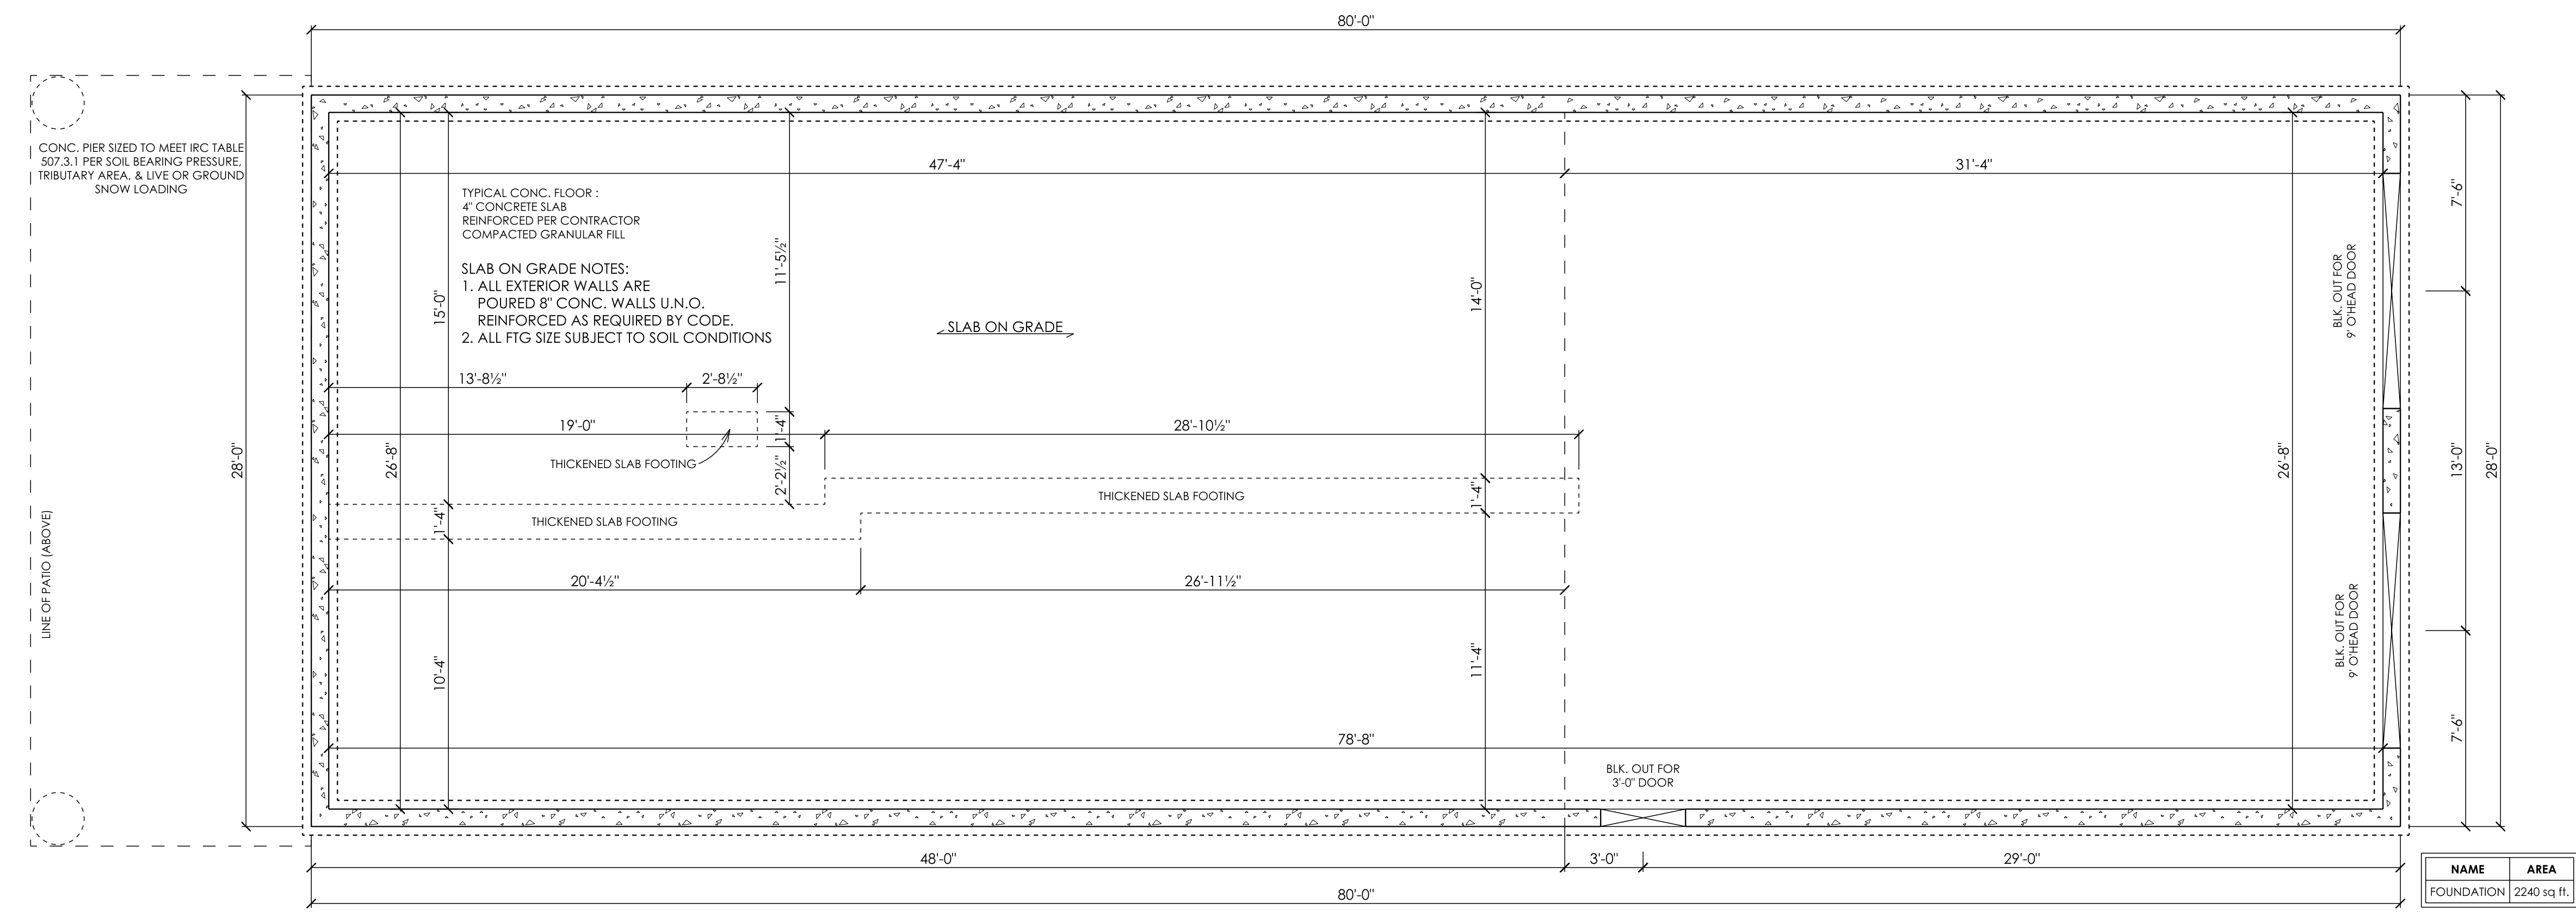 80'-0"
CONC. PIER SIZED TO MEET IRC TABLE
507.3.1 PER SOIL BEARING PRESSURE,
TRIBUTARY AREA, & LIVE OR GROUND
SNOW LOADING
47'-4"
31'-4"
TYPICAL CONC. FLOOR :
4" CONCRETE SLAB
REINFORCED PER CONTRACTOR
COMPACTED GRANULAR FILL
SLAB ON GRADE NOTES:
1. ALL EXTERIOR WALLS ARE
POURED 8" CONC. WALLS U.N.O.
REINFORCED AS REQUIRED BY CODE.
2. ALL FTG SIZE SUBJECT TO SOIL CONDITIONS
15'-0"
11'-5½"
14'-0"
SLAB ON GRADE
BLK. OUT FOR
9' O'HEAD DOOR
7'-6"
13'-8½"
2'-8½"
19'-0"
1'-4"
28'-10½"
28'-0"
26'-8"
THICKENED SLAB FOOTING
2'-2½"
THICKENED SLAB FOOTING
1'-4"
26'-8"
13'-0"
28'-0"
1'-4"
THICKENED SLAB FOOTING
LINE OF PATIO (ABOVE)
20'-4½"
26'-11½"
BLK. OUT FOR
9' O'HEAD DOOR
10'-4"
11'-4"
7'-6"
78'-8"
BLK. OUT FOR
3'-0" DOOR
48'-0"
3'-0"
29'-0"
80'-0"
NAME AREA
FOUNDATION 2240 sq ft.